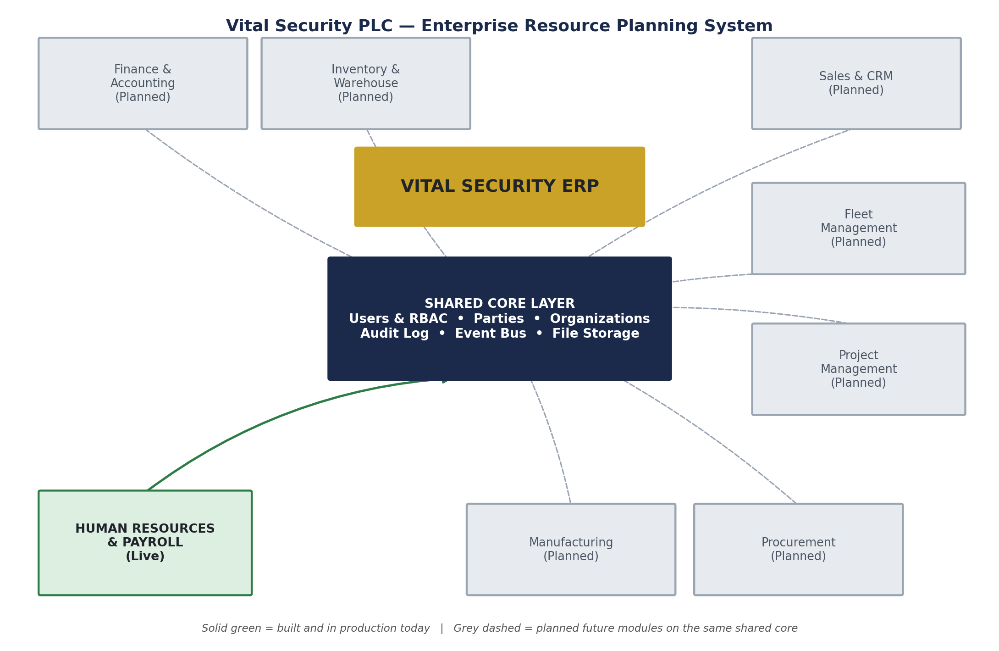 Vital Security PLC — Enterprise Resource Planning System
Finance &
Accounting
(Planned)
Inventory &
Warehouse
(Planned)
Sales & CRM
(Planned)
VITAL SECURITY ERP
Fleet
Management
(Planned)
SHARED CORE LAYER
Users & RBAC • Parties • Organizations
Audit Log • Event Bus • File Storage
Project
Management
(Planned)
HUMAN RESOURCES
& PAYROLL
(Live)
Manufacturing
(Planned)
Procurement
(Planned)
Solid green = built and in production today | Grey dashed = planned future modules on the same shared core